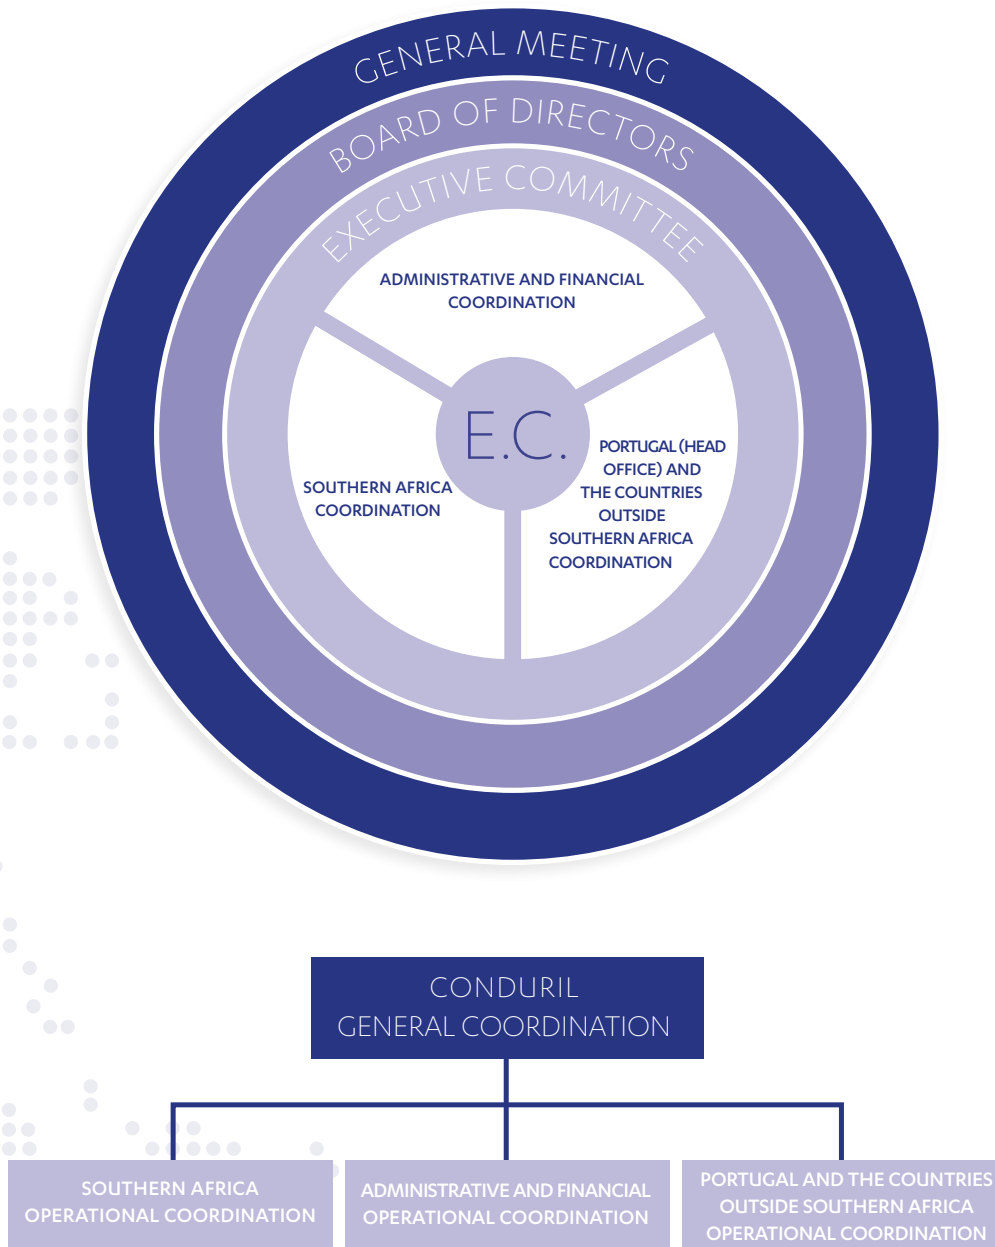 GENERAL MEETING
BOARD OF DIRECTORS
EXECUTIVE COMMITTEE
ADMINISTRATIVE AND FINANCIAL
COORDINATION
E.C.
SOUTHERN AFRICA
COORDINATION
PORTUGAL (HEAD
OFFICE) AND
THE COUNTRIES
OUTSIDE
SOUTHERN AFRICA
COORDINATION
CONDURIL
GENERAL COORDINATION
SOUTHERN AFRICA
OPERATIONAL COORDINATION
ADMINISTRATIVE AND FINANCIAL
OPERATIONAL COORDINATION
PORTUGAL AND THE COUNTRIES
OUTSIDE SOUTHERN AFRICA
OPERATIONAL COORDINATION